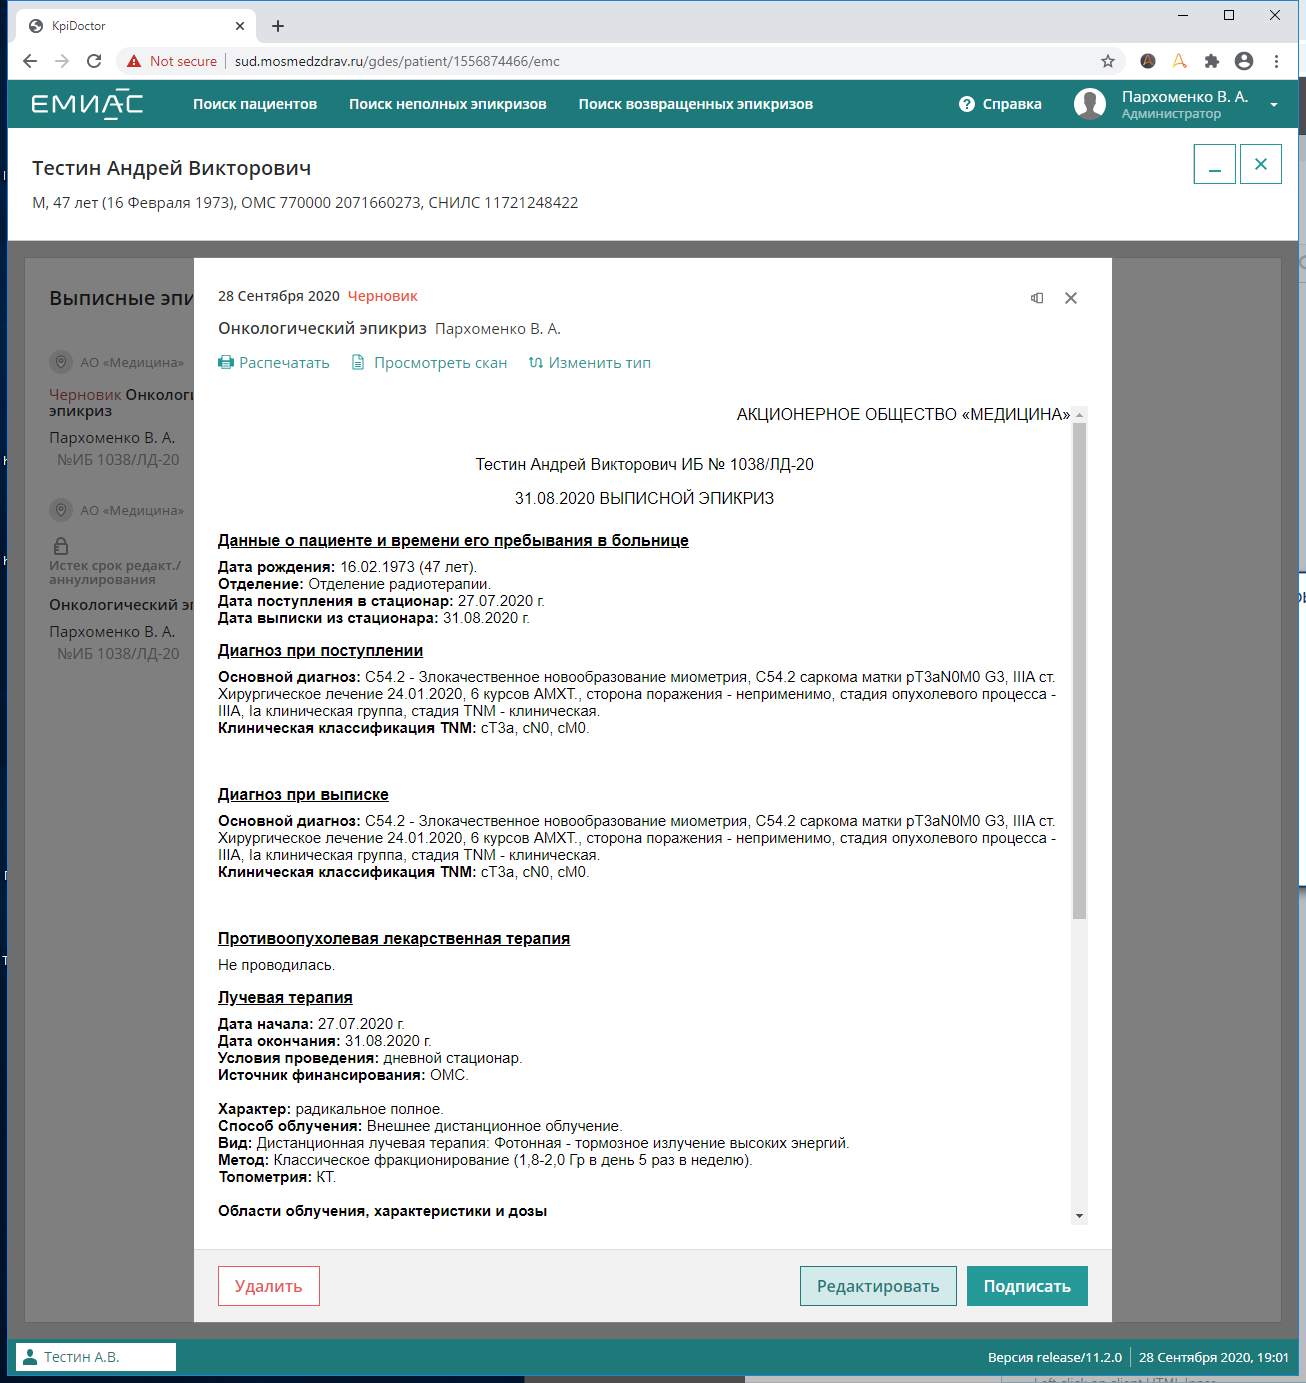 KpiDoctor
Not secure
sud.mosmedzdrav.ru/gdes/patient/1556874466/emc
ЕМИАС
Поиск пациентов
Поиск неполных эпикризов
Поиск возвращенных эпикризов
Справка
Пархоменко В. А.
Администратор
Тестин Андрей Викторович
М, 47 лет (16 Февраля 1973), ОМС 770000 2071660273, СНИЛС 11721248422
Выписные эпи
АО «Медицина»
Черновик Онкологи
эпикриз
Пархоменко В. А.
№ИБ 1038/ЛД-20
АО «Медицина»
Истек срок редакт./
аннулирования
Онкологический эп
Пархоменко В. А.
№ИБ 1038/ЛД-20
28 Сентября 2020 Черновик
Онкологический эпикриз Пархоменко В. А.
Распечатать
Просмотреть скан
Изменить тип
АКЦИОНЕРНОЕ ОБЩЕСТВО «МЕДИЦИНА»
Тестин Андрей Викторович ИБ № 1038/ЛД-20
31.08.2020 ВЫПИСНОЙ ЭПИКРИЗ
Данные о пациенте и времени его пребывания в больнице
Дата рождения: 16.02.1973 (47 лет).
Отделение: Отделение радиотерапии.
Дата поступления в стационар: 27.07.2020 г.
Дата выписки из стационара: 31.08.2020 г.
Диагноз при поступлении
Основной диагноз: C54.2 - Злокачественное новообразование миометрия, C54.2 саркома матки pT3aN0M0 G3, IIIA ст.
Хирургическое лечение 24.01.2020, 6 курсов АМХТ., сторона поражения - неприменимо, стадия опухолевого процесса -
IIIA, Ia клиническая группа, стадия TNM - клиническая.
Клиническая классификация TNM: cT3a, cN0, cM0.
Диагноз при выписке
Основной диагноз: C54.2 - Злокачественное новообразование миометрия, C54.2 саркома матки pT3aN0M0 G3, IIIA ст.
Хирургическое лечение 24.01.2020, 6 курсов АМХТ., сторона поражения - неприменимо, стадия опухолевого процесса -
IIIA, Ia клиническая группа, стадия TNM - клиническая.
Клиническая классификация TNM: cT3a, cN0, cM0.
Противоопухолевая лекарственная терапия
Не проводилась.
Лучевая терапия
Дата начала: 27.07.2020 г.
Дата окончания: 31.08.2020 г.
Условия проведения: дневной стационар.
Источник финансирования: ОМС.
Характер: радикальное полное.
Способ облучения: Внешнее дистанционное облучение.
Вид: Дистанционная лучевая терапия: Фотонная - тормозное излучение высоких энергий.
Метод: Классическое фракционирование (1,8-2,0 Гр в день 5 раз в неделю).
Топометрия: КТ.
Области облучения, характеристики и дозы
Удалить
Редактировать
Подписать
Тестин А.В.
Версия release/11.2.0
28 Сентября 2020, 19:01